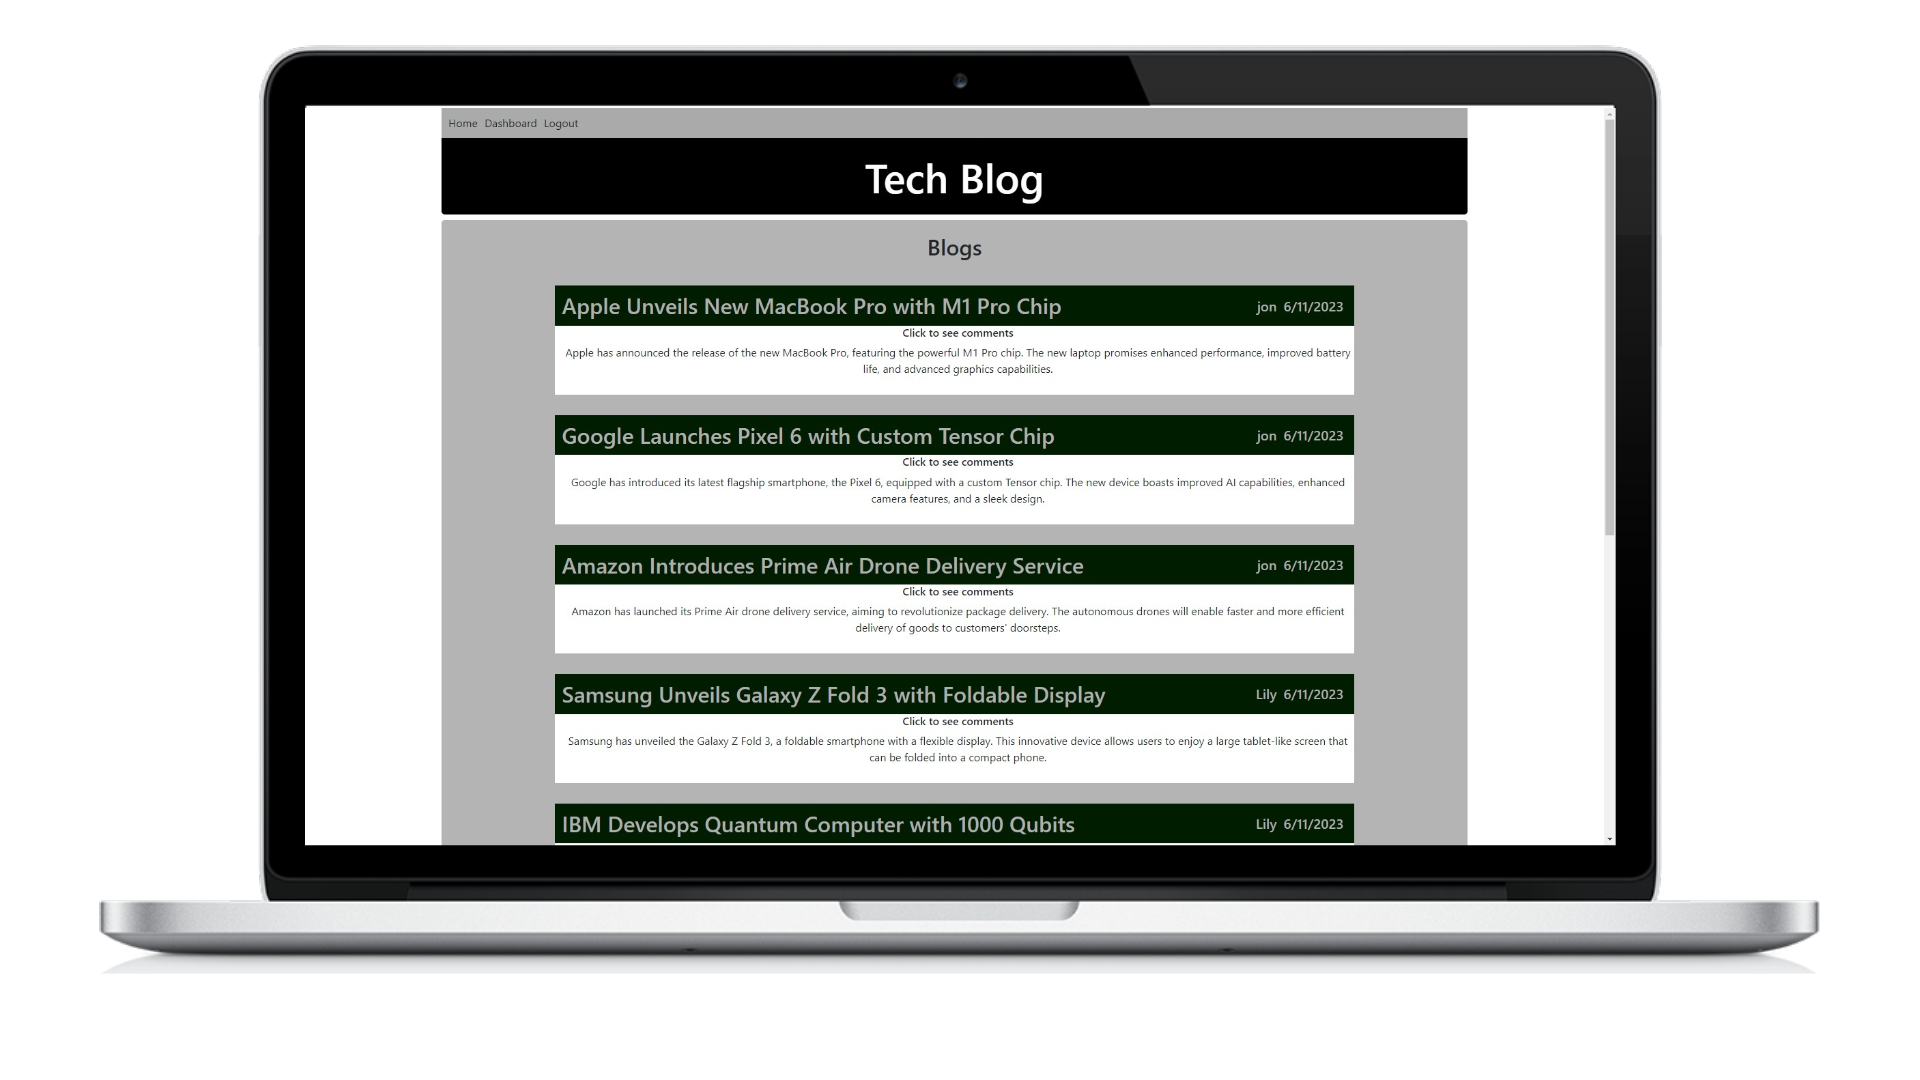 Home Dashboard Logout
Tech Blog
Blogs
Apple Unveils New MacBook Pro with M1 Pro Chip jon 6/11/2023
Click to see comments
Apple has announced the release of the new MacBook Pro, featuring the powerful M1 Pro chip. The new laptop promises enhanced performance, improved battery
life, and advanced graphics capabilities.
Google Launches Pixel 6 with Custom Tensor Chip jon 6/11/2023
Click to see comments
Google has introduced its latest flagship smartphone, the Pixel 6, equipped with a custom Tensor chip. The new device boasts improved AI capabilities, enhanced
camera features, and a sleek design.
Amazon Introduces Prime Air Drone Delivery Service jon 6/11/2023
Click to see comments
Amazon has launched its Prime Air drone delivery service, aiming to revolutionize package delivery. The autonomous drones will enable faster and more efficient
delivery of goods to customers' doorsteps.
Samsung Unveils Galaxy Z Fold 3 with Foldable Display Lily 6/11/2023
Click to see comments
Samsung has unveiled the Galaxy Z Fold 3, a foldable smartphone with a flexible display. This innovative device allows users to enjoy a large tablet-like screen that
can be folded into a compact phone.
IBM Develops Quantum Computer with 1000 Qubits Lily 6/11/2023